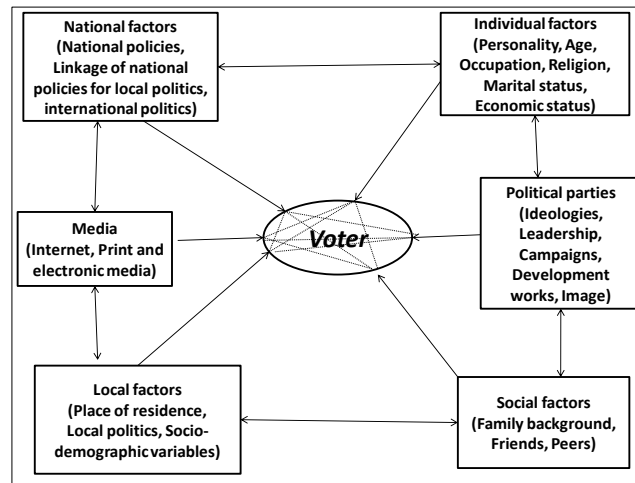 National factors
(National policies,
Linkage of national
policies for local politics,
international politics)
Individual factors
(Personality, Age,
Occupation, Religion,
Marital status,
Economic status)
Media
(Internet, Print and
electronic media)
Voter
Political parties
(Ideologies,
Leadership,
Campaigns,
Development
works, Image)
Local factors
(Place of residence,
Local politics, Socio-
demographic variables)
Social factors
(Family background,
Friends, Peers)